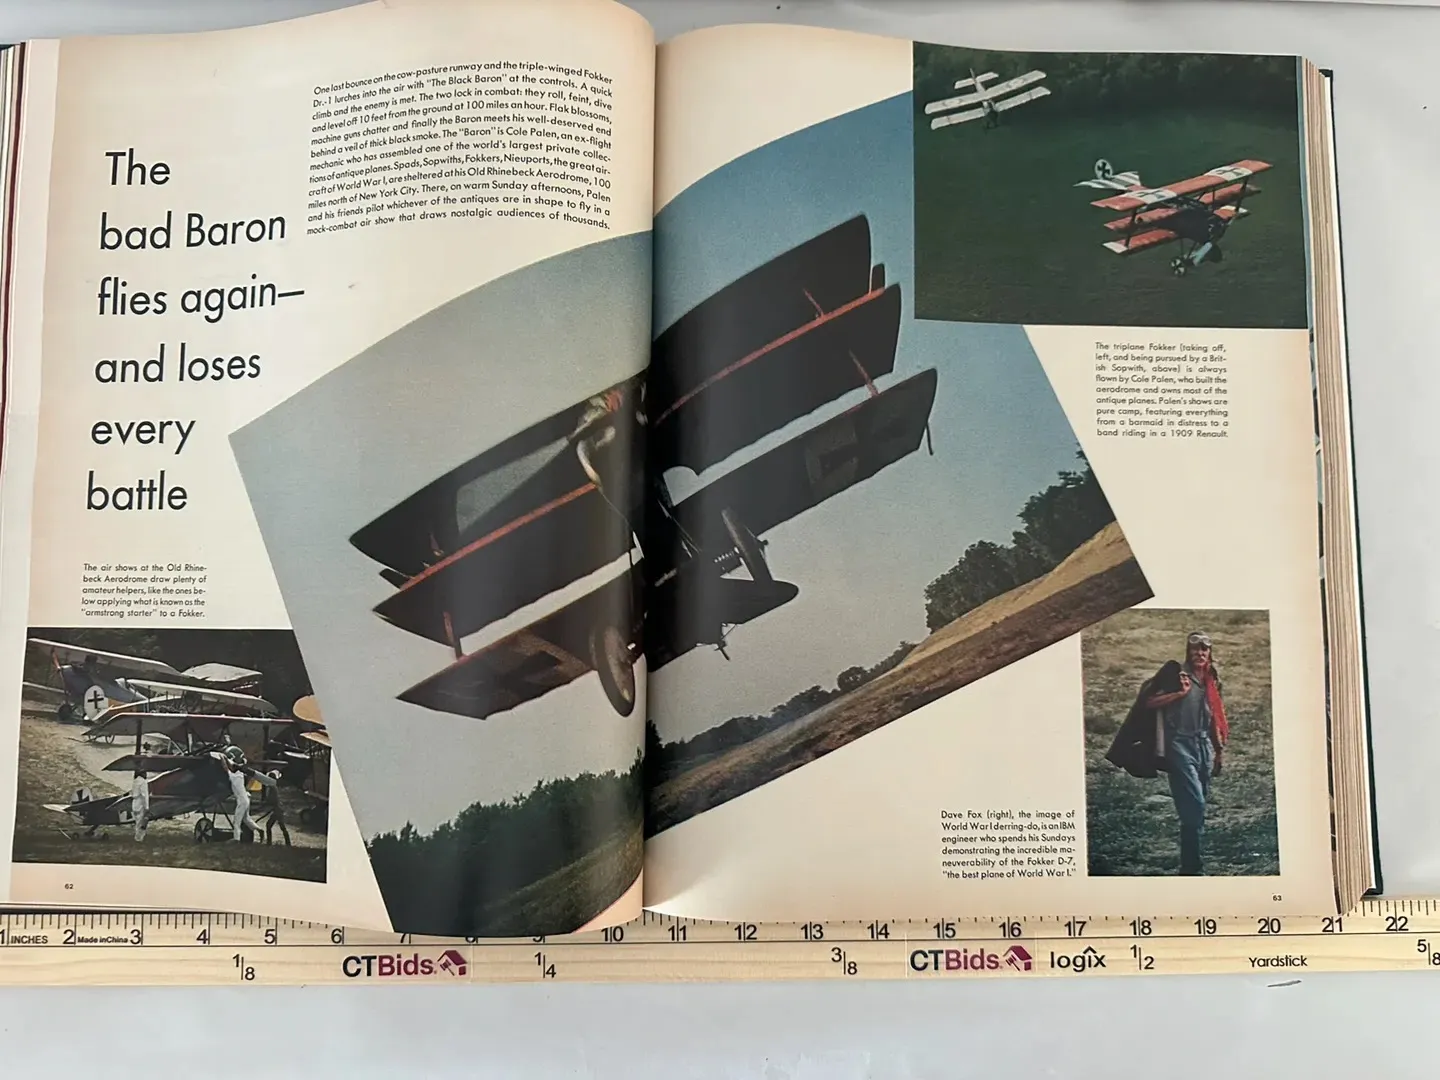 The
bad Baron
flies again—
and loses
every
battle
One last bounce on the cow-pasture runway and the triple-winged Fokker
Dr.-1 lurches into the air with "The Black Baron" at the controls. A quick
climb and the enemy is met. The two lock in combat: they roll, feint, dive
and level off 10 feet from the ground at 100 miles an hour. Flak blossoms,
machine guns chatter and finally the Baron meets his well-deserved end
behind a veil of thick black smoke. The "Baron" is Cole Palen, an ex-flight
mechanic who has assembled one of the world's largest private collec-
tions of antique planes. Spads, Sopwiths, Fokkers, Nieuports, the great air-
craft of World War I, are sheltered at his Old Rhinebeck Aerodrome, 100
miles north of New York City. There, on warm Sunday afternoons, Palen
and his friends pilot whichever of the antiques are in shape to fly in a
mock-combat air show that draws nostalgic audiences of thousands.
The air shows at the Old Rhine-
beck Aerodrome draw plenty of
amateur helpers, like the ones be-
low applying what is known as the
"armstrong starter" to a Fokker.
62
The triplane Fokker (taking off,
left, and being pursued by a Brit-
ish Sopwith, above) is always
flown by Cole Palen, who built the
aerodrome and owns most of the
antique planes. Palen's shows are
pure camp, featuring everything
from a barmaid in distress to a
band riding in a 1909 Renault.
Dave Fox (right), the image of
World War I derring-do, is an IBM
engineer who spends his Sundays
demonstrating the incredible ma-
neuverability of the Fokker D-7,
"the best plane of World War I."
63
1 INCHES 2 Made in China 3 4 5 6 7 8 9 10 11 12 13 14 15 16 17 18 19 20 21 22
1/8 CTBids 1/4 3/8 CTBids logix 1/2 Yardstick 5/8